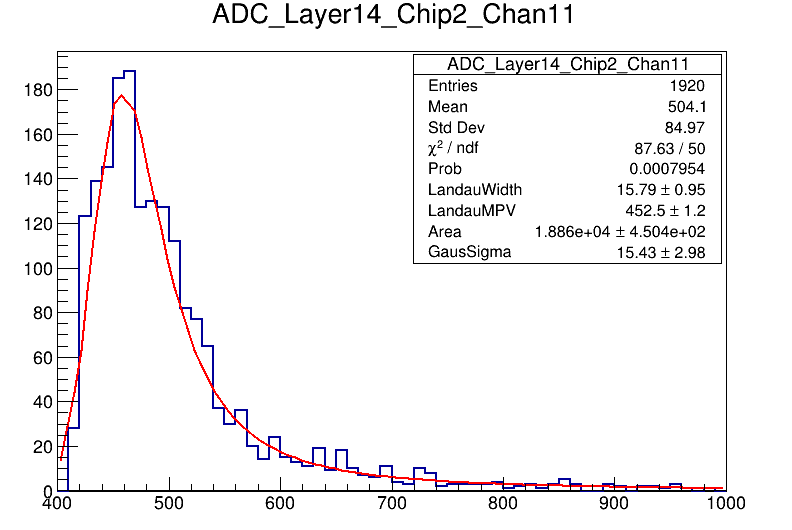 ADC_Layer14_Chip2_Chan11
ADC_Layer14_Chip2_Chan11
Entries 1920
Mean 504.1
Std Dev 84.97
χ² / ndf 87.63 / 50
Prob 0.0007954
LandauWidth 15.79 ± 0.95
LandauMPV 452.5 ± 1.2
Area 1.886e+04 ± 4.504e+02
GausSigma 15.43 ± 2.98
180
160
140
120
100
80
60
40
20
0
400 500 600 700 800 900 1000